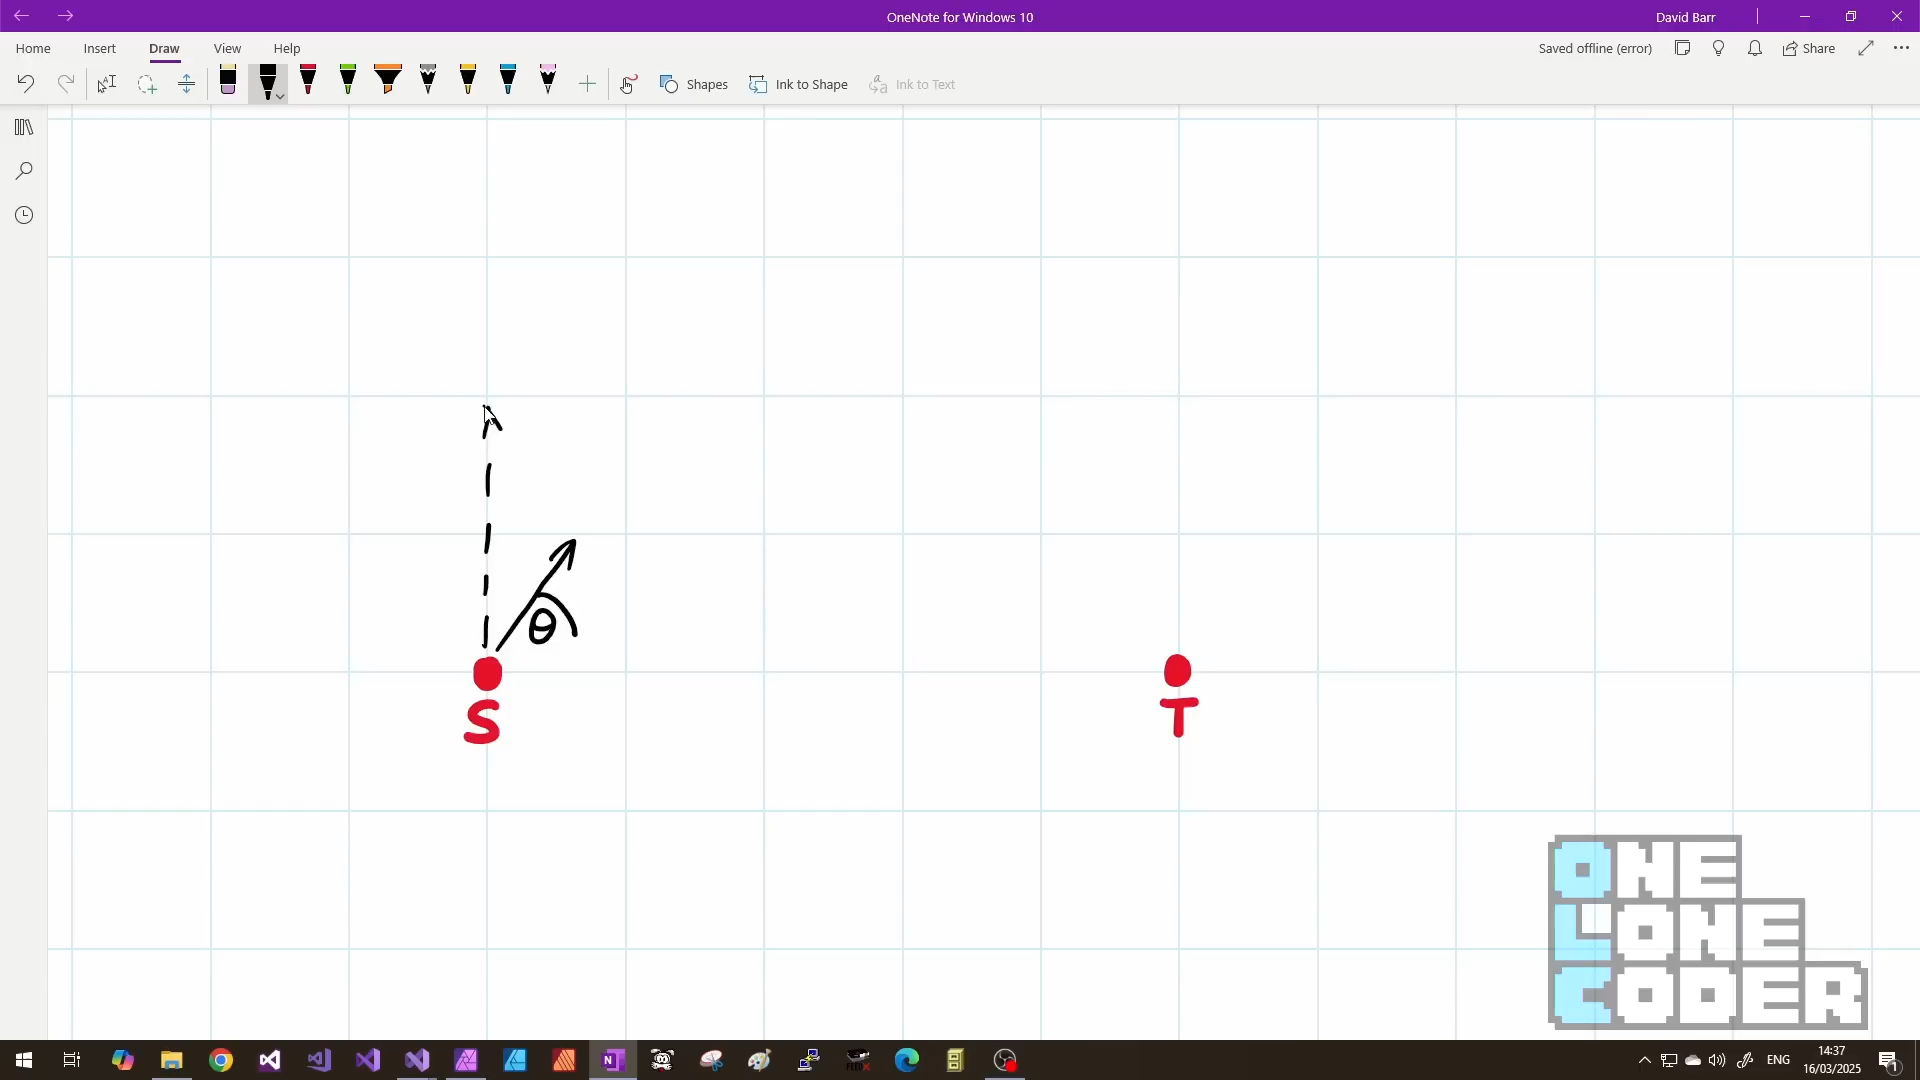 OneNote for Windows 10
David Barr
Home Insert Draw View Help
Saved offline (error)
Share
Shapes
Ink to Shape
Ink to Text
θ
S
T
ONE
LONE
CODER
ENG
14:37
16/03/2025
1